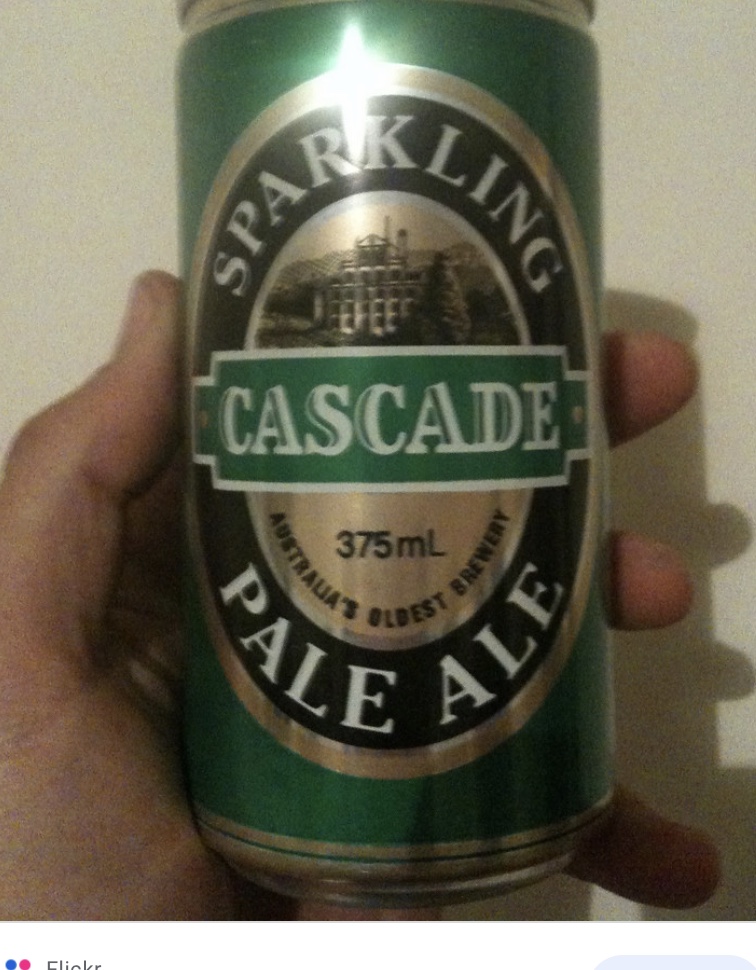 SPARKLING
CASCADE
375mL
AUSTRALIA'S OLDEST BREWERY
PALE ALE
Flickr